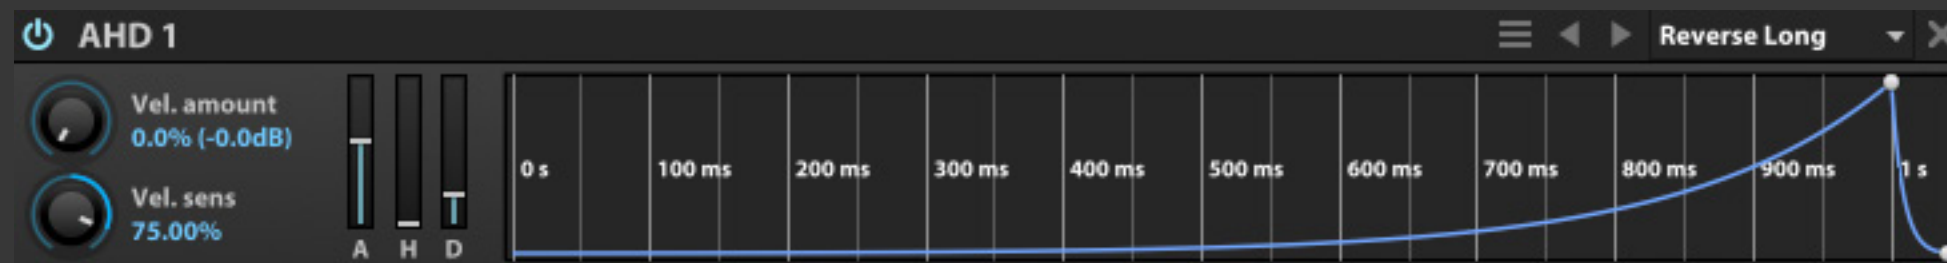 AHD 1
Reverse Long
Vel. amount
0.0% (-0.0dB)
Vel. sens
75.00%
A H D
0 s 100 ms 200 ms 300 ms 400 ms 500 ms 600 ms 700 ms 800 ms 900 ms 1 s